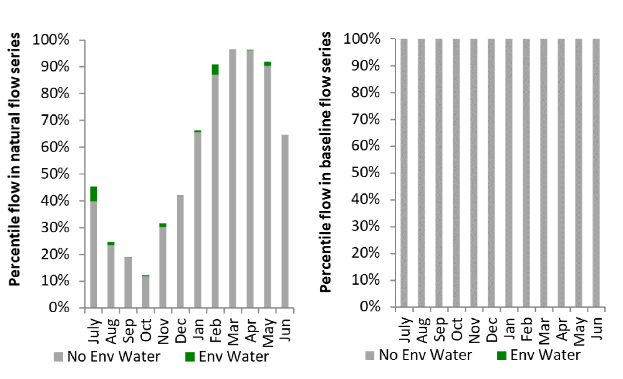 Percentile flow in natural flow series
100%
90%
80%
70%
60%
50%
40%
30%
20%
10%
0%
July
Aug
Sep
Oct
Nov
Dec
Jan
Feb
Mar
Apr
May
Jun
No Env Water
Env Water
Percentile flow in baseline flow series
100%
90%
80%
70%
60%
50%
40%
30%
20%
10%
0%
July
Aug
Sep
Oct
Nov
Dec
Jan
Feb
Mar
Apr
May
Jun
No Env Water
Env Water